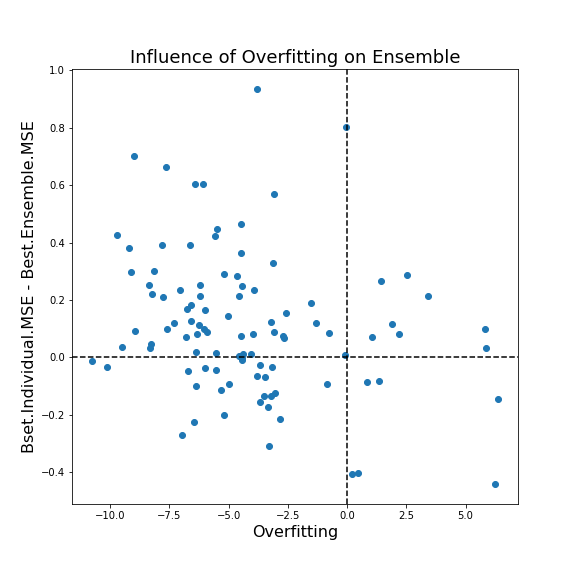 Influence of Overfitting on Ensemble
Bset.Individual.MSE - Best.Ensemble.MSE
1.0
0.8
0.6
0.4
0.2
0.0
−0.2
−0.4
−10.0 −7.5 −5.0 −2.5 0.0 2.5 5.0
Overfitting